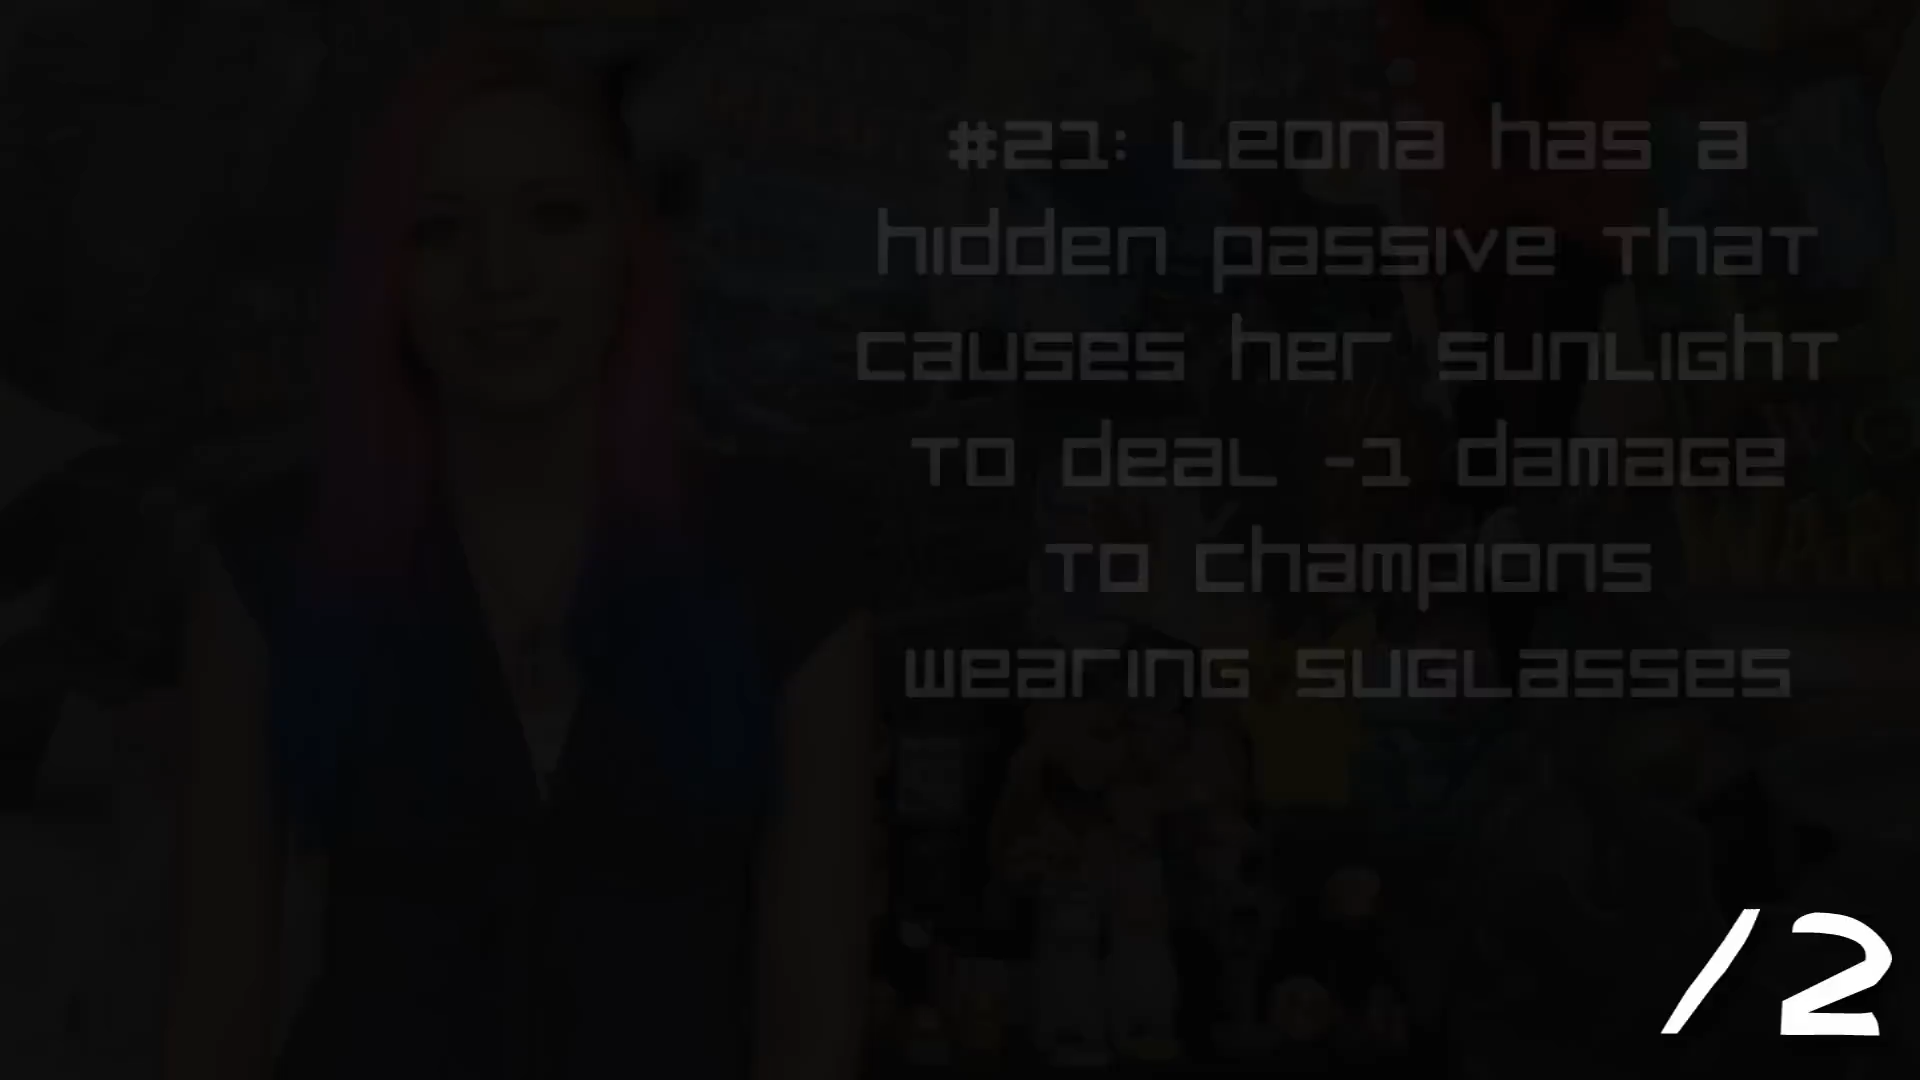 #21: Leona has a
hidden passive that
causes her sunlight
to deal -1 damage
to champions
wearing suglasses
/2